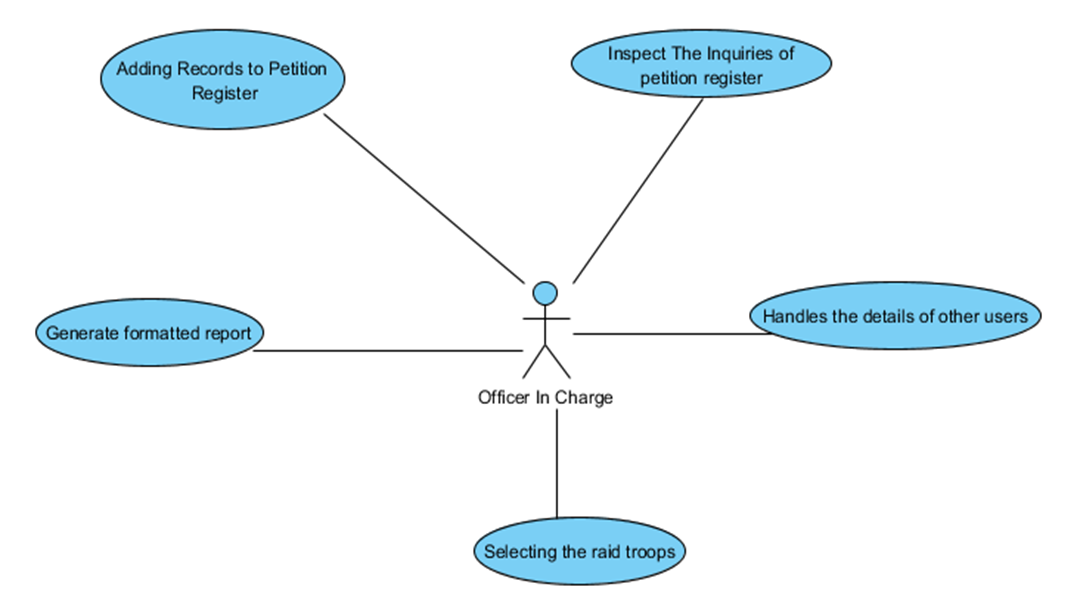 Adding Records to Petition
Register
Inspect The Inquiries of
petition register
Generate formatted report
Handles the details of other users
Officer In Charge
Selecting the raid troops